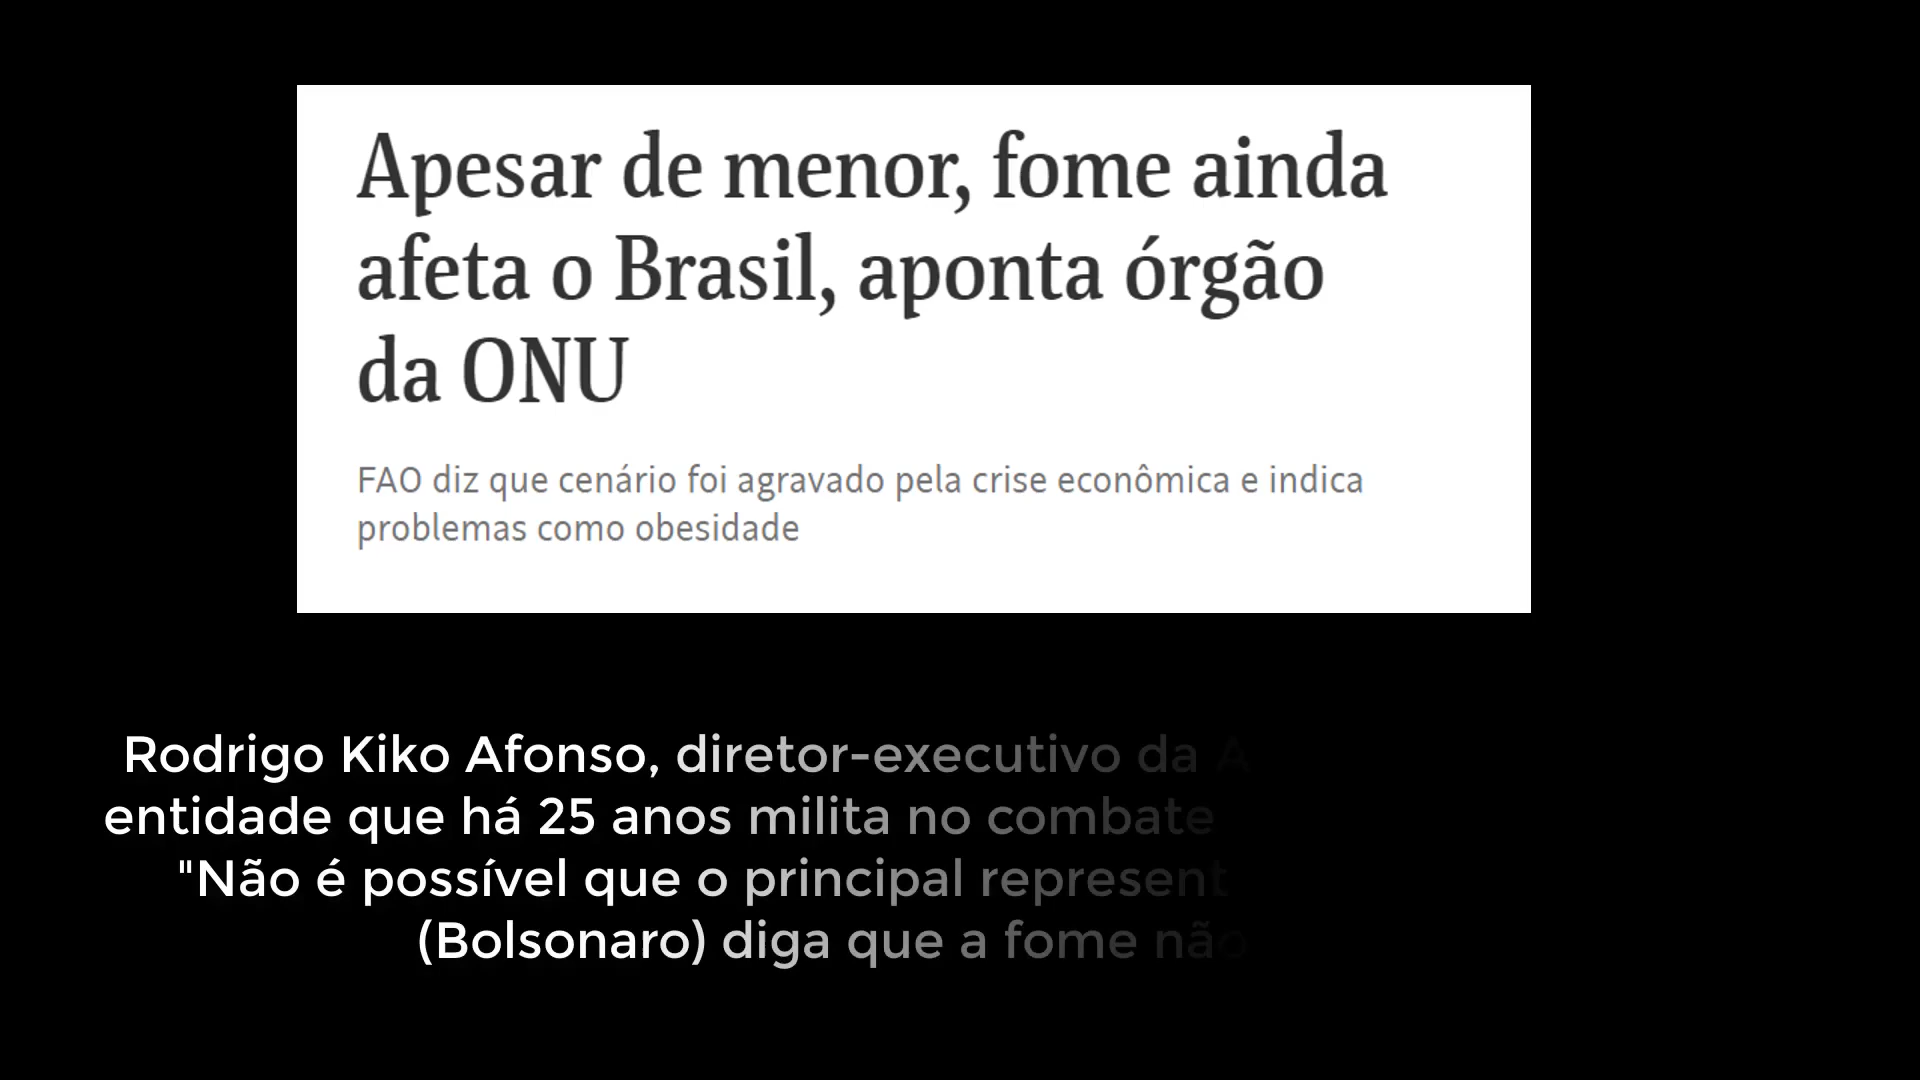 Apesar de menor, fome ainda
afeta o Brasil, aponta órgão
da ONU
FAO diz que cenário foi agravado pela crise econômica e indica
problemas como obesidade
Rodrigo Kiko Afonso, diretor-executivo da A
entidade que há 25 anos milita no combate
"Não é possível que o principal represent
(Bolsonaro) diga que a fome não